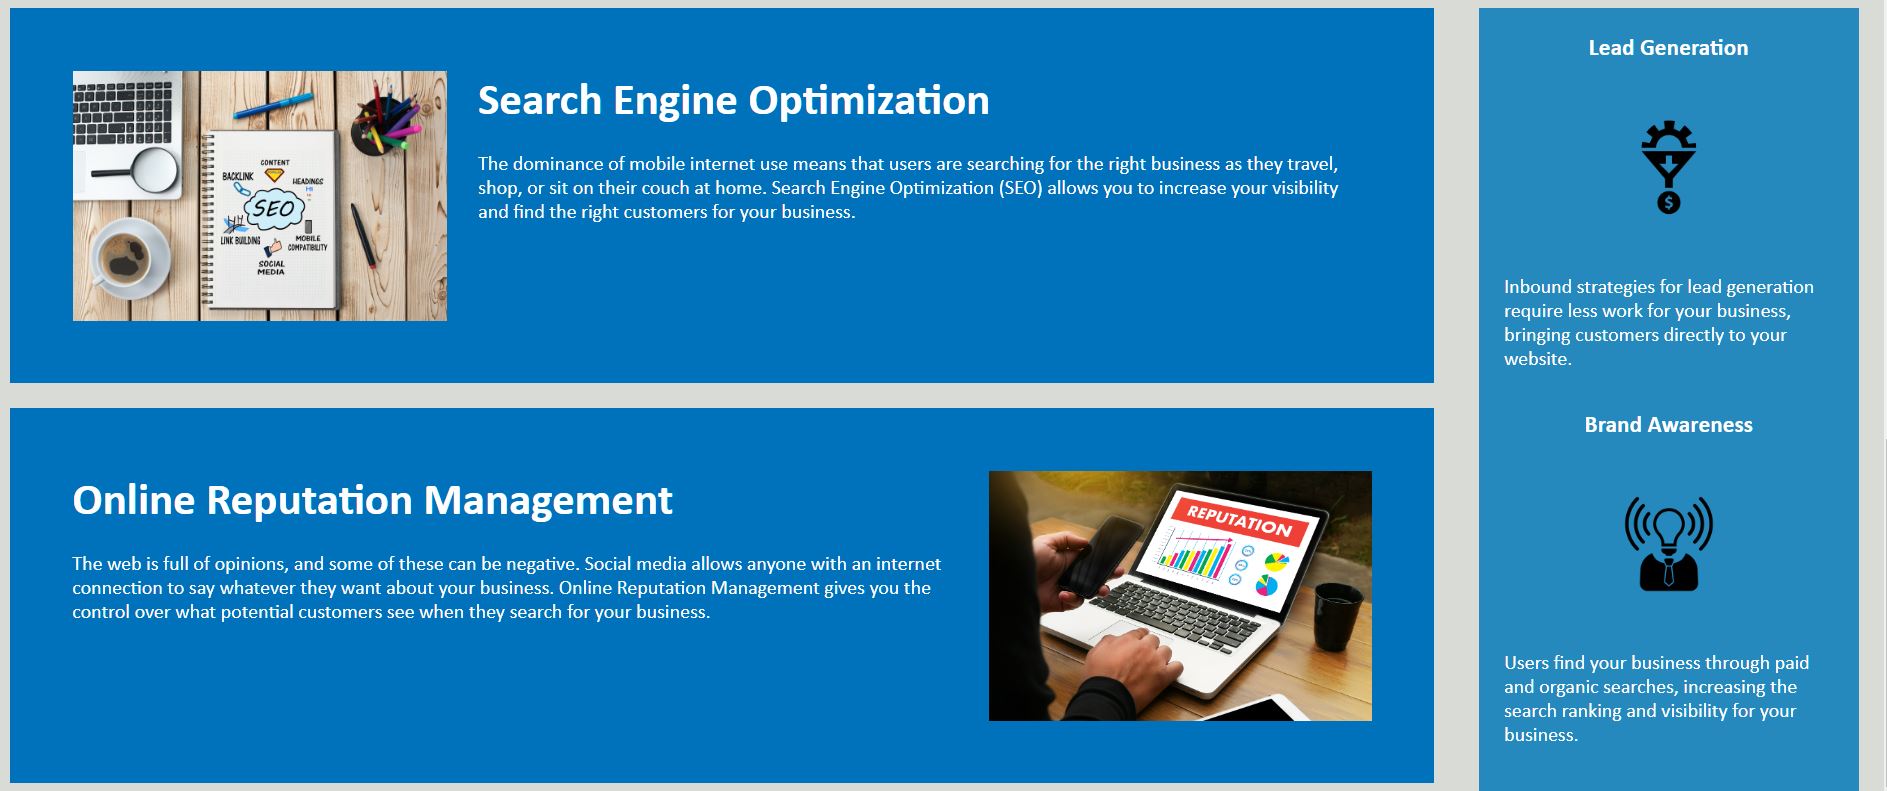 Search Engine Optimization
The dominance of mobile internet use means that users are searching for the right business as they travel,
shop, or sit on their couch at home. Search Engine Optimization (SEO) allows you to increase your visibility
and find the right customers for your business.
CONTENT
BACKLINK
HEADINGS
H1
SEO
LINK BUILDING
MOBILE
COMPATIBILITY
SOCIAL
MEDIA
Online Reputation Management
The web is full of opinions, and some of these can be negative. Social media allows anyone with an internet
connection to say whatever they want about your business. Online Reputation Management gives you the
control over what potential customers see when they search for your business.
REPUTATION
Lead Generation
$
Inbound strategies for lead generation
require less work for your business,
bringing customers directly to your
website.
Brand Awareness
Users find your business through paid
and organic searches, increasing the
search ranking and visibility for your
business.